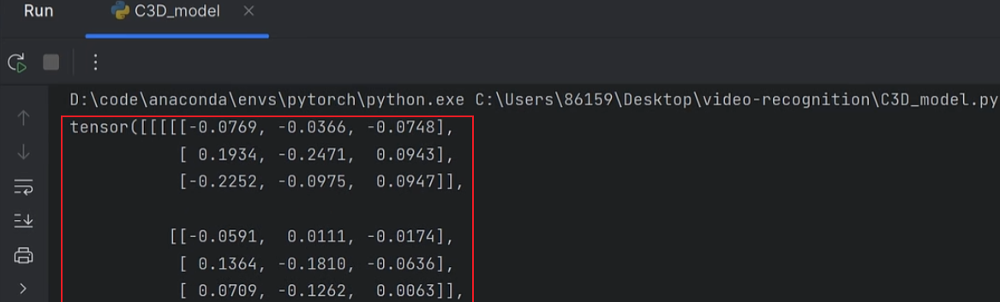 Run C3D_model
D:\code\anaconda\envs\pytorch\python.exe C:\Users\86159\Desktop\video-recognition\C3D_model.py
tensor([[[[[-0.0769, -0.0366, -0.0748],
[ 0.1934, -0.2471,  0.0943],
[-0.2252, -0.0975,  0.0947]],
[[-0.0591,  0.0111, -0.0174],
[ 0.1364, -0.1810, -0.0636],
[ 0.0709, -0.1262,  0.0063]],